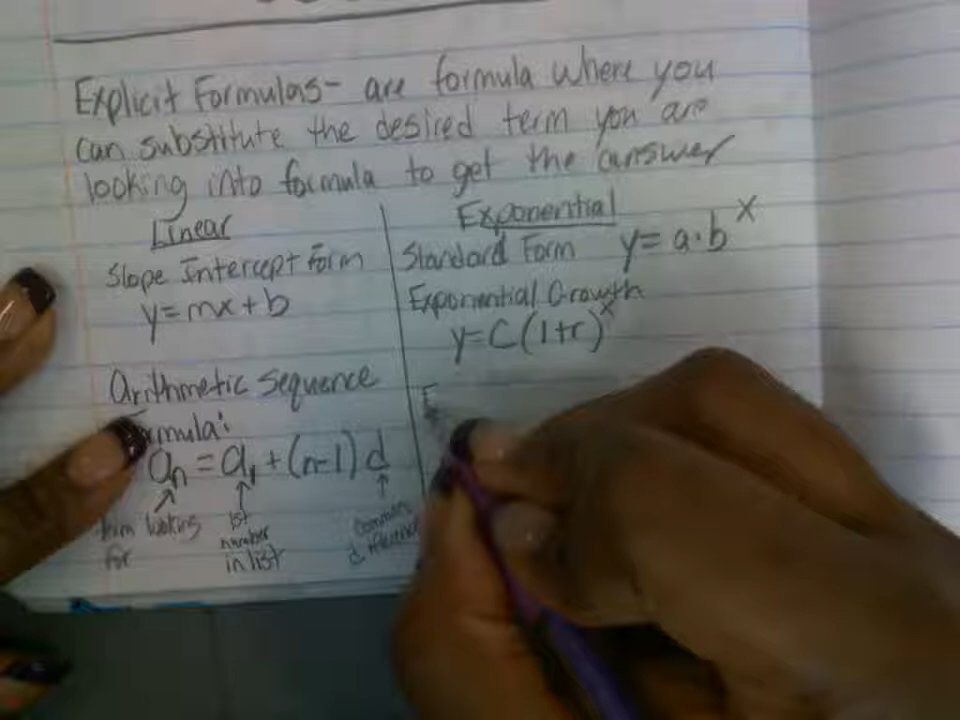 Explicit Formulas- are formula where you
can substitute the desired term you are
looking into formula to get the answer
Linear
Slope Intercept Form
y=mx+b
Arithmetic Sequence
Formula:
aₙ = a₁ + (n-1)d
term looking for
1st number in list
common difference
Exponential
Standard Form y= a·bˣ
Exponential Growth
y=C(1+r)ˣ
E